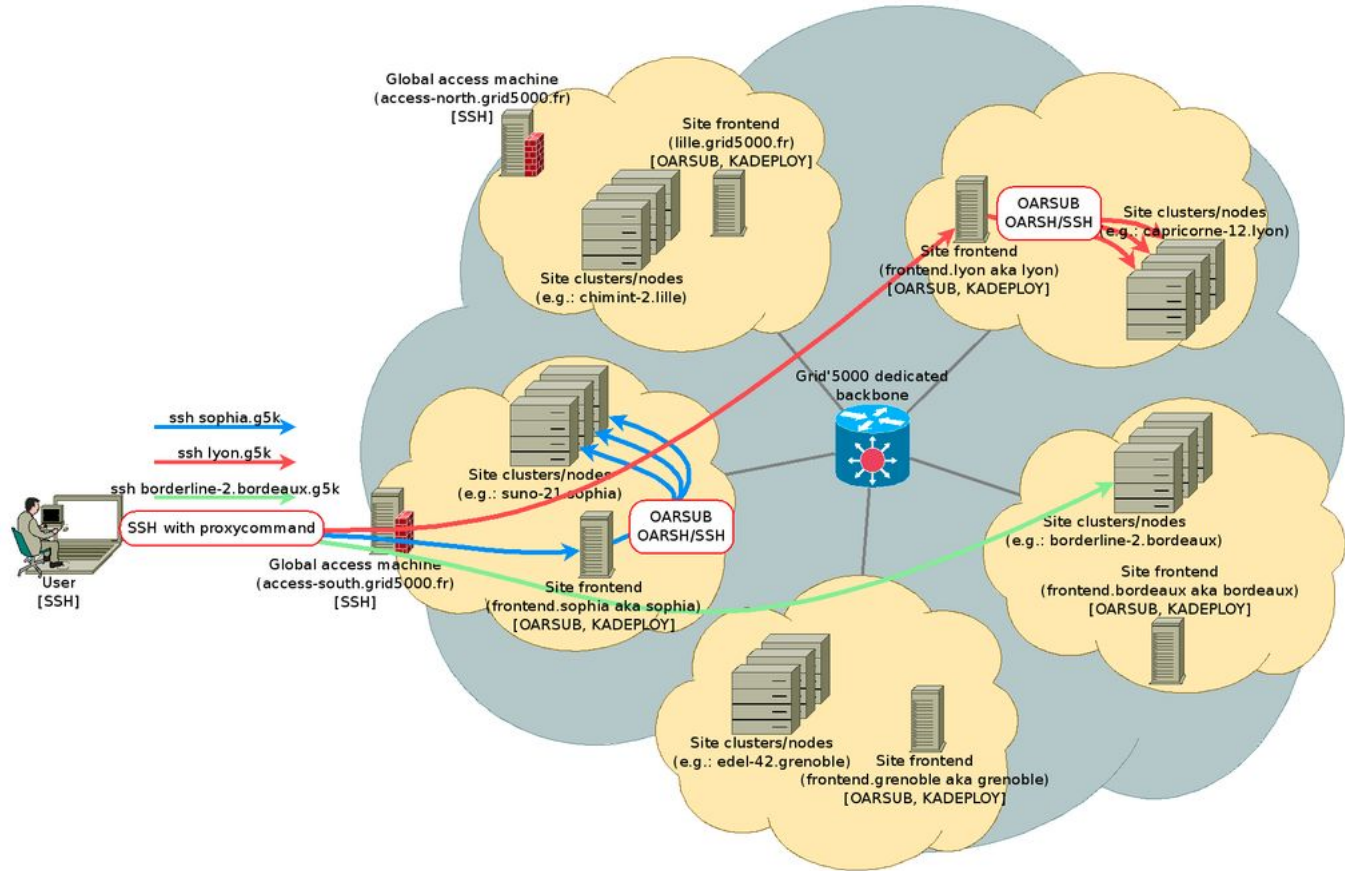 Global access machine
(access-north.grid5000.fr)
[SSH]
Site frontend
(lille.grid5000.fr)
[OARSUB, KADEPLOY]
Site clusters/nodes
(e.g.: chimint-2.lille)
OARSUB
OARSH/SSH
Site clusters/nodes
(e.g.: capricorne-12.lyon)
Site frontend
(frontend.lyon aka lyon)
[OARSUB, KADEPLOY]
Grid'5000 dedicated
backbone
ssh sophia.g5k
ssh lyon.g5k
ssh borderline-2.bordeaux.g5k
SSH with proxycommand
User
[SSH]
Global access machine
(access-south.grid5000.fr)
[SSH]
Site clusters/nodes
(e.g.: suno-21.sophia)
OARSUB
OARSH/SSH
Site frontend
(frontend.sophia aka sophia)
[OARSUB, KADEPLOY]
Site clusters/nodes
(e.g.: borderline-2.bordeaux)
Site frontend
(frontend.bordeaux aka bordeaux)
[OARSUB, KADEPLOY]
Site clusters/nodes
(e.g.: edel-42.grenoble)
Site frontend
(frontend.grenoble aka grenoble)
[OARSUB, KADEPLOY]